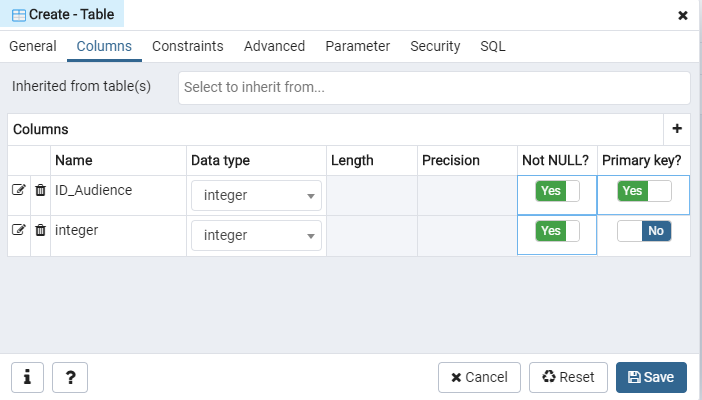 Create - Table
General Columns Constraints Advanced Parameter Security SQL
Inherited from table(s) Select to inherit from...
Columns
Name Data type Length Precision Not NULL? Primary key?
ID_Audience integer Yes Yes
integer integer Yes No
i ? Cancel Reset Save